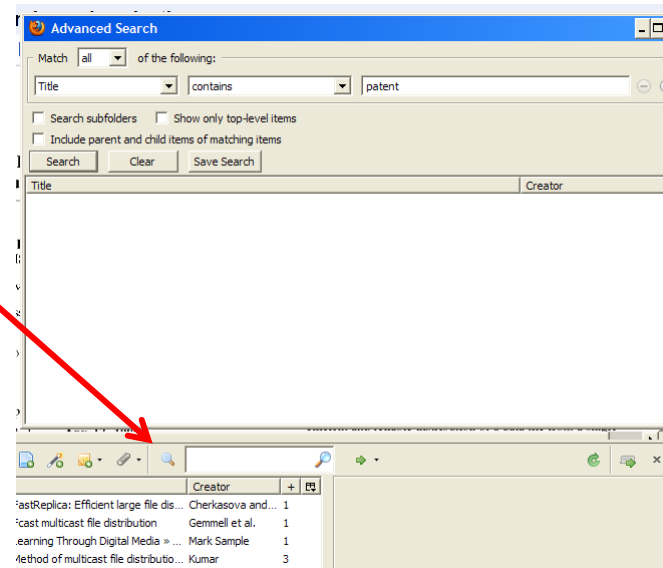 Advanced Search
Match all of the following:
Title contains patent
Search subfolders Show only top-level items
Include parent and child items of matching items
Search Clear Save Search
Title Creator
Creator +
FastReplica: Efficient large file dis... Cherkasova and... 1
Fcast multicast file distribution Gemmell et al. 1
Learning Through Digital Media » ... Mark Sample 1
Method of multicast file distributio... Kumar 3